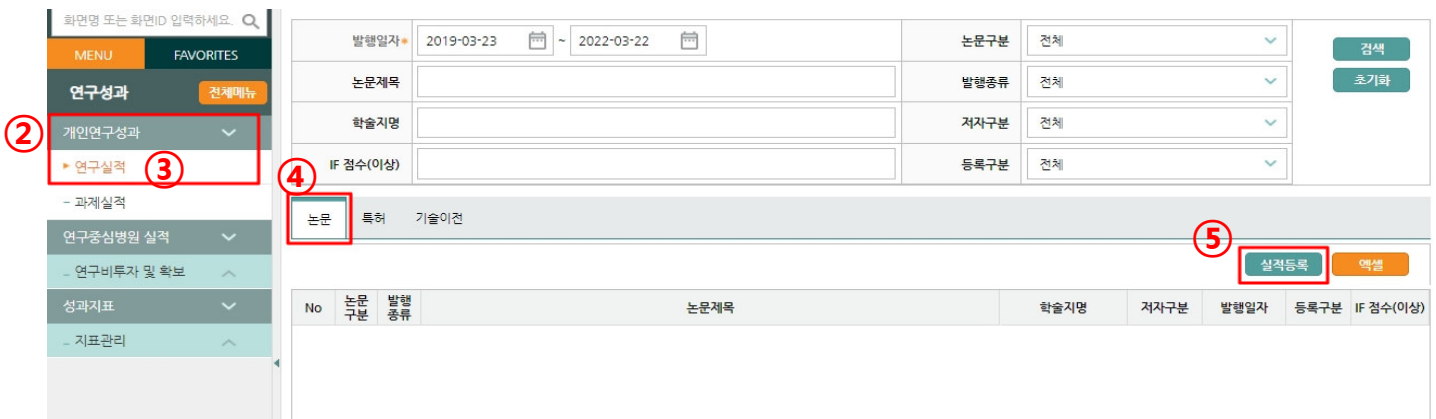 화면명 또는 화면ID 입력하세요.
MENU FAVORITES
연구성과 전체메뉴
② 개인연구성과
▸ 연구실적 ③
- 과제실적
연구중심병원 실적
- 연구비투자 및 확보
성과지표
- 지표관리
발행일자* 2019-03-23 ~ 2022-03-22 논문구분 전체 검색
논문제목 발행종류 전체 초기화
학술지명 저자구분 전체
IF 점수(이상) 등록구분 전체
④
논문 특허 기술이전
⑤
실적등록 엑셀
No 논문구분 발행종류 논문제목 학술지명 저자구분 발행일자 등록구분 IF 점수(이상)